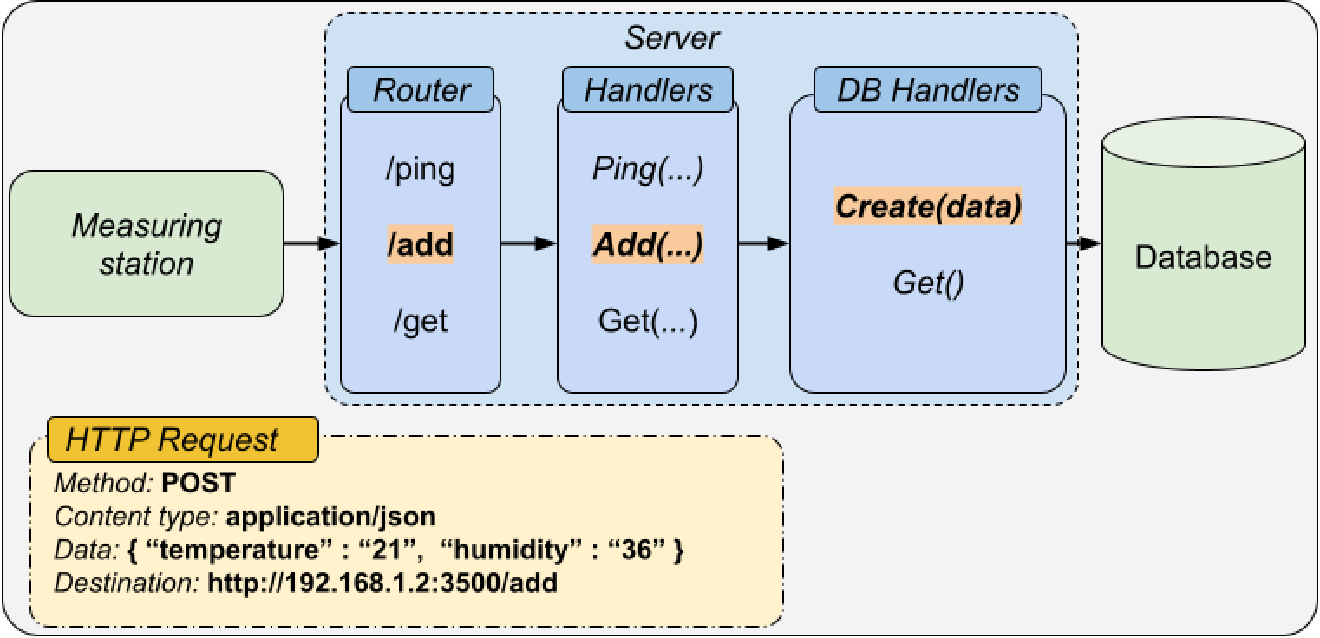 Server
Router
Handlers
DB Handlers
/ping
/add
/get
Ping(...)
Add(...)
Get(...)
Create(data)
Get()
Measuring
station
Database
HTTP Request
Method: POST
Content type: application/json
Data: { “temperature” : “21”,  “humidity” : “36” }
Destination: http://192.168.1.2:3500/add